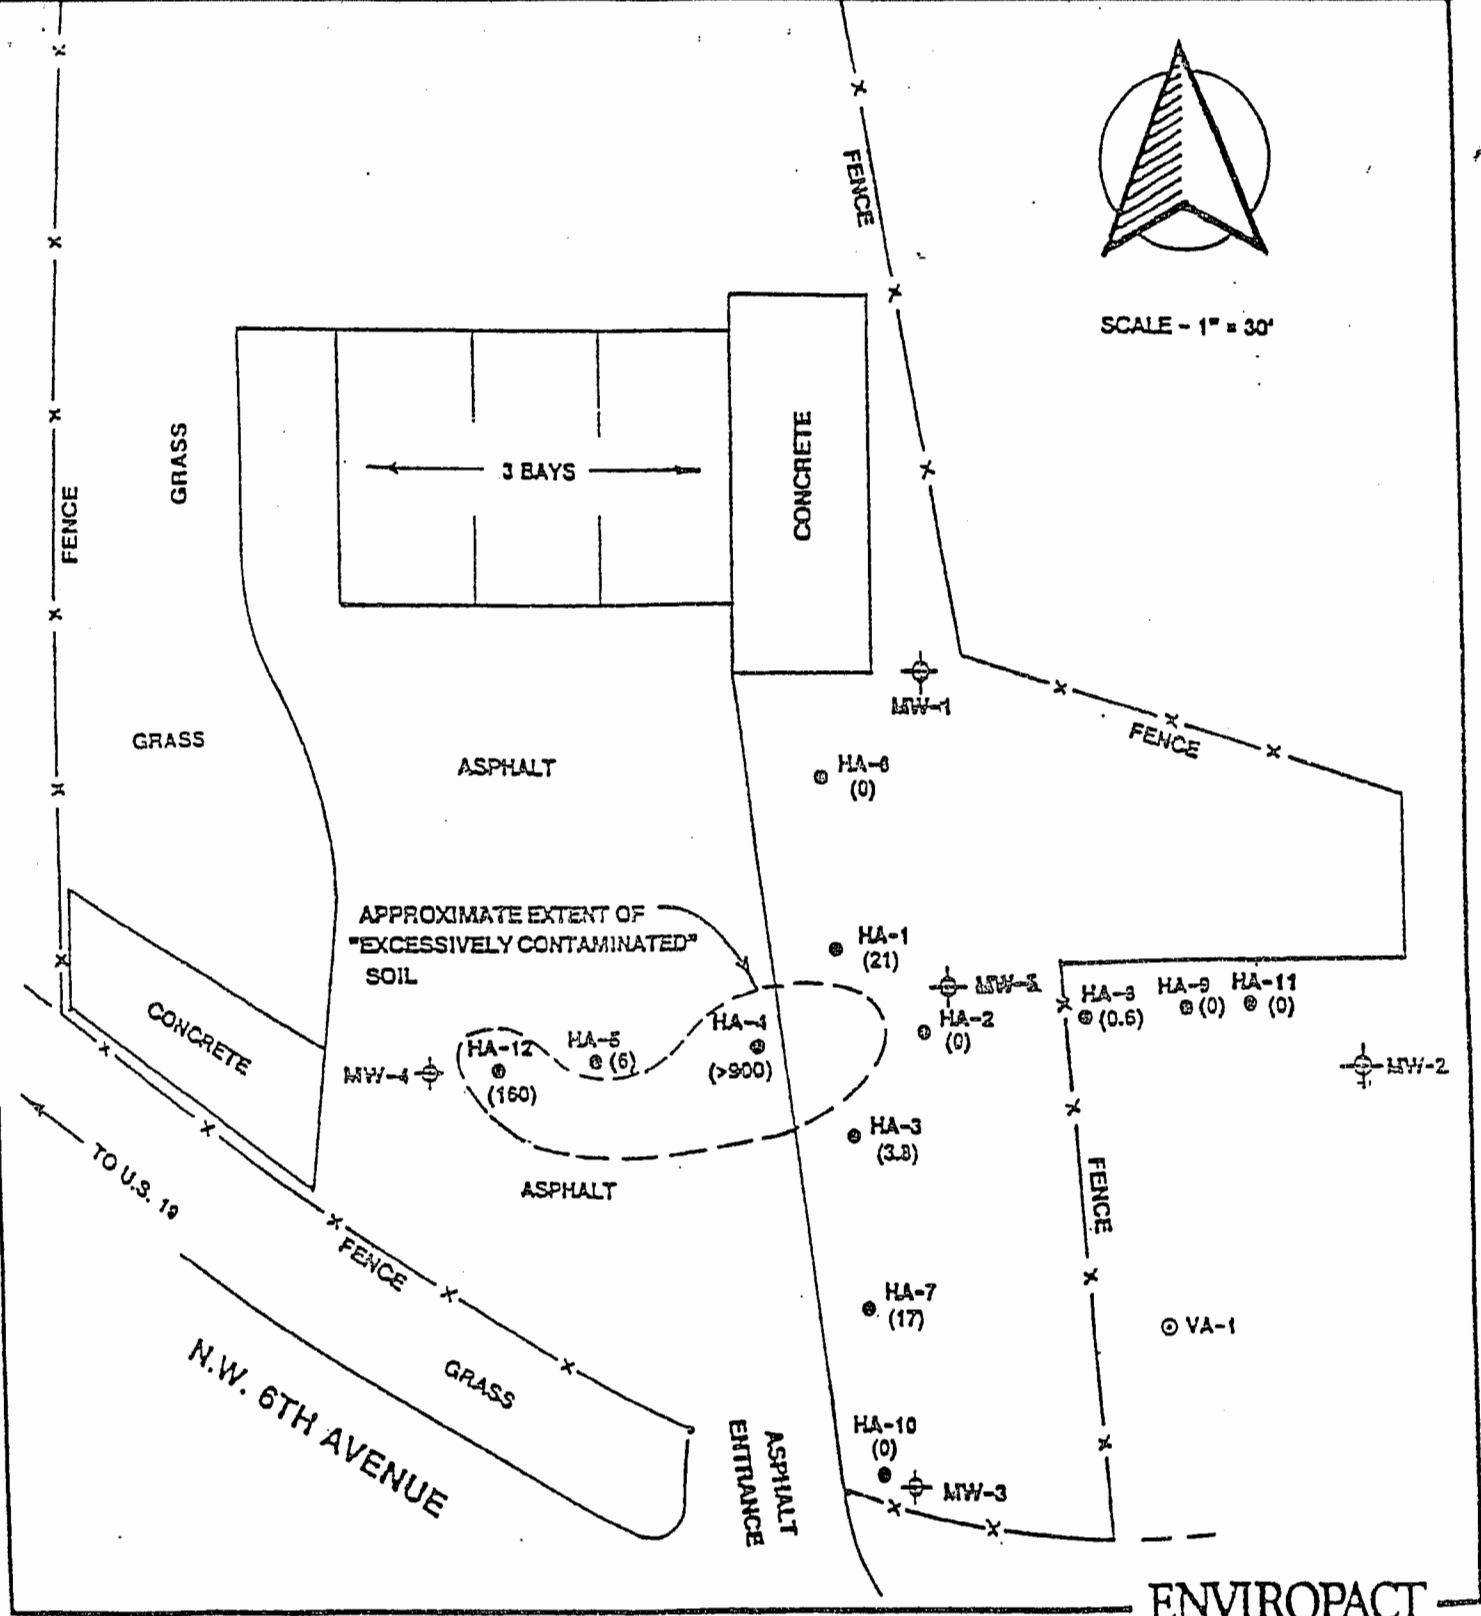 FENCE
SCALE - 1" = 30'
GRASS
3 BAYS
CONCRETE
FENCE
MW-1
FENCE
GRASS
ASPHALT
HA-6
(0)
APPROXIMATE EXTENT OF
"EXCESSIVELY CONTAMINATED"
SOIL
HA-1
(21)
MW-5
HA-8
(0.6)
HA-9
(0)
HA-11
(0)
HA-2
(0)
HA-4
(>900)
HA-5
(6)
HA-12
(160)
MW-4
MW-2
CONCRETE
HA-3
(3.8)
TO U.S. 19
ASPHALT
FENCE
FENCE
HA-7
(17)
VA-1
GRASS
N.W. 6TH AVENUE
ASPHALT
ENTRANCE
HA-10
(0)
MW-3
ENVIROPACT